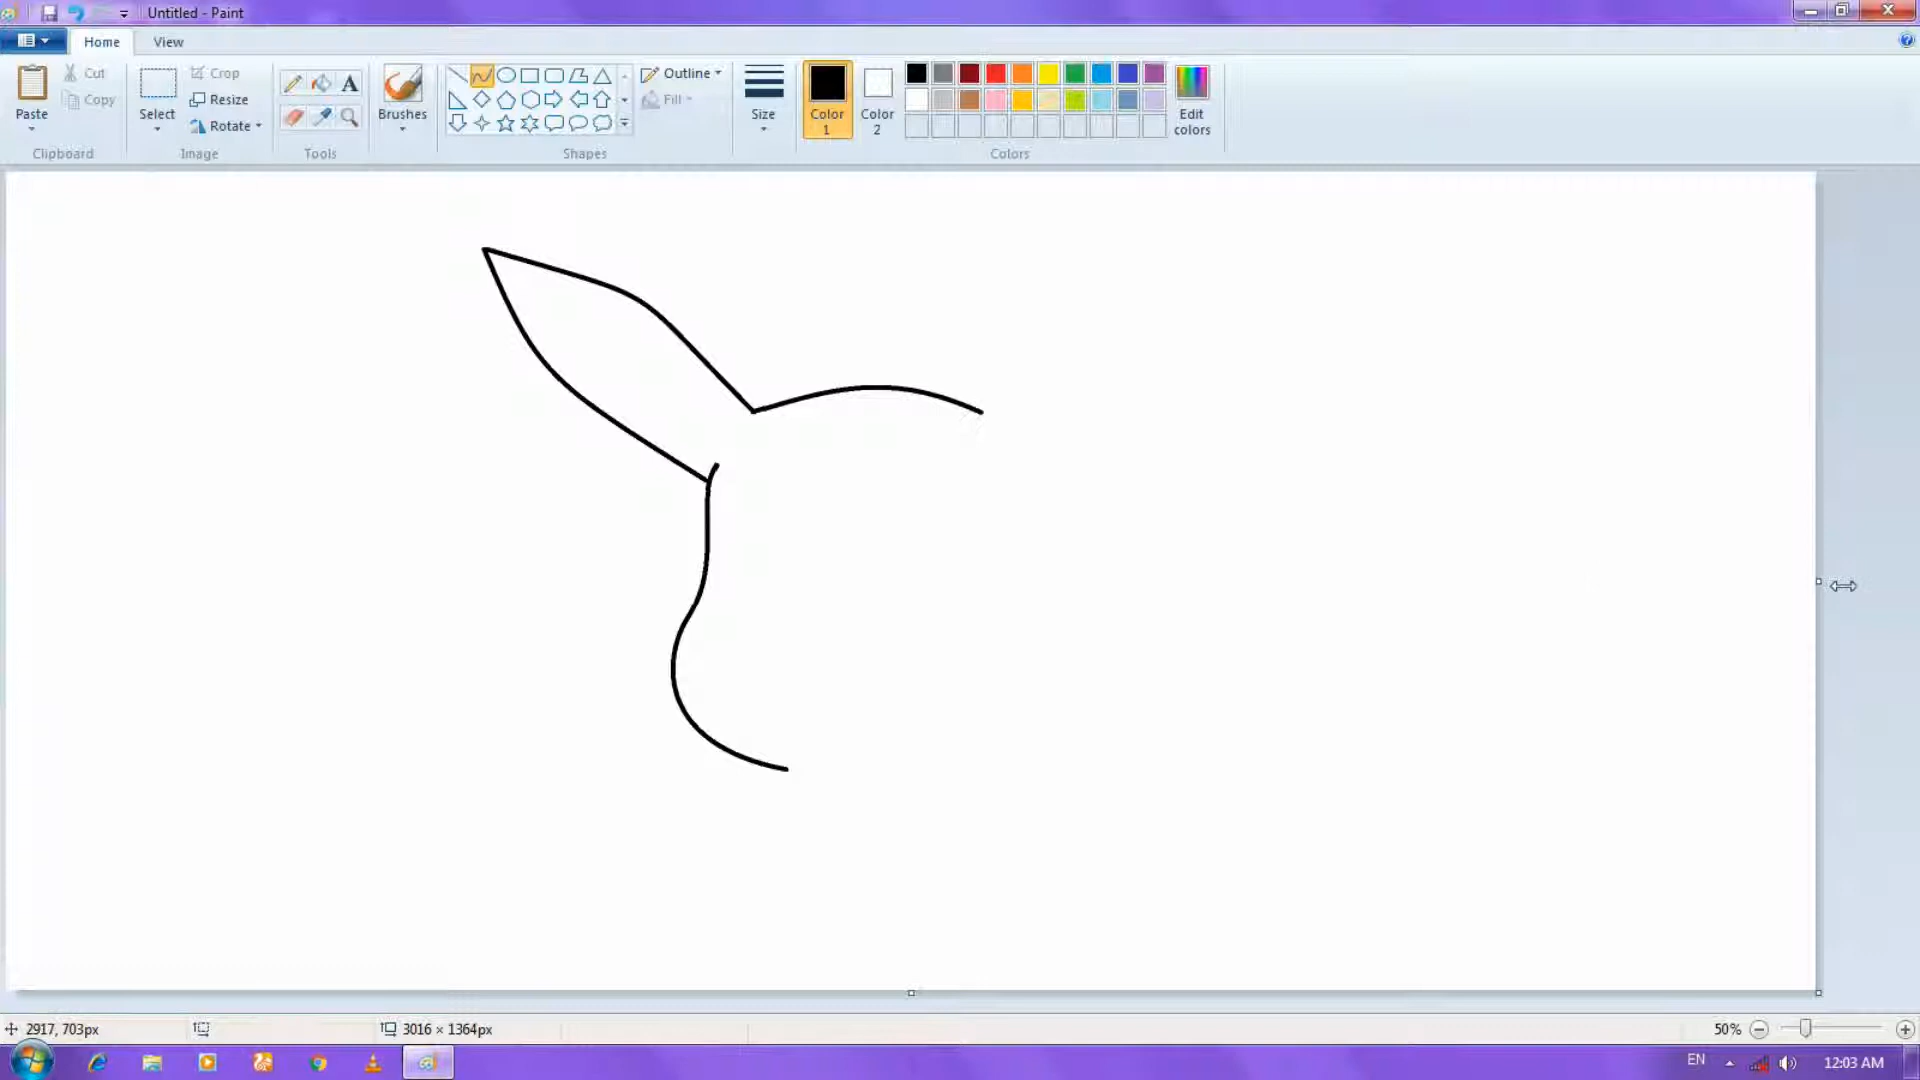 Untitled - Paint
Home View
Paste
Cut
Copy
Clipboard
Select
Crop
Resize
Rotate
Image
A
Tools
Brushes
Shapes
Outline
Fill
Size
Color 1
Color 2
Edit colors
Colors
2917, 703px
3016 × 1364px
50%
EN
12:03 AM